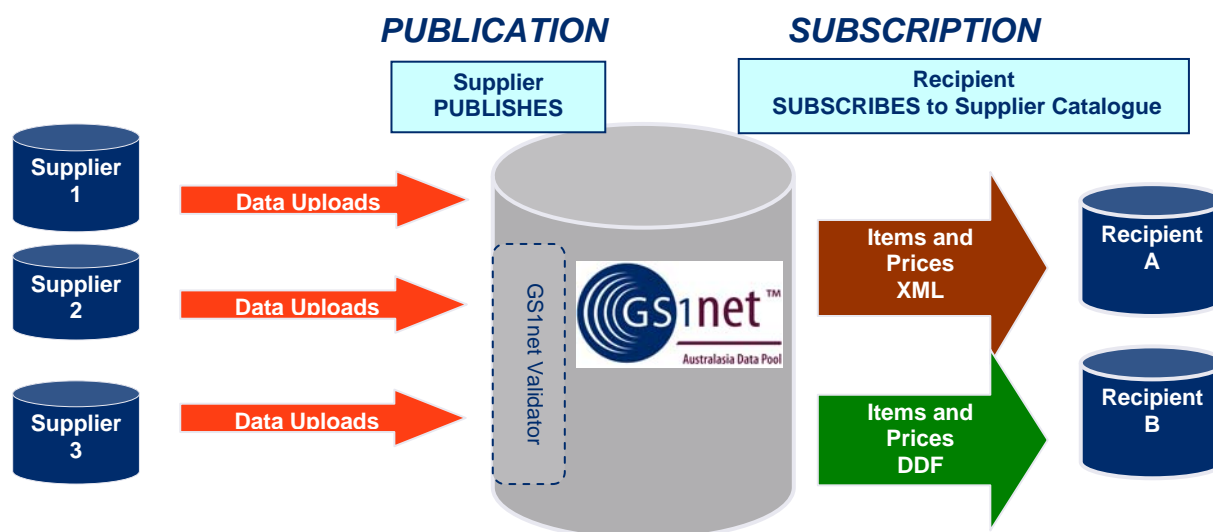 PUBLICATION
SUBSCRIPTION
Supplier
PUBLISHES
Recipient
SUBSCRIBES to Supplier Catalogue
Supplier
1
Data Uploads
Supplier
2
Data Uploads
Supplier
3
Data Uploads
GS1net Validator
GS1net™
Australasia Data Pool
Items and
Prices
XML
Recipient
A
Items and
Prices
DDF
Recipient
B